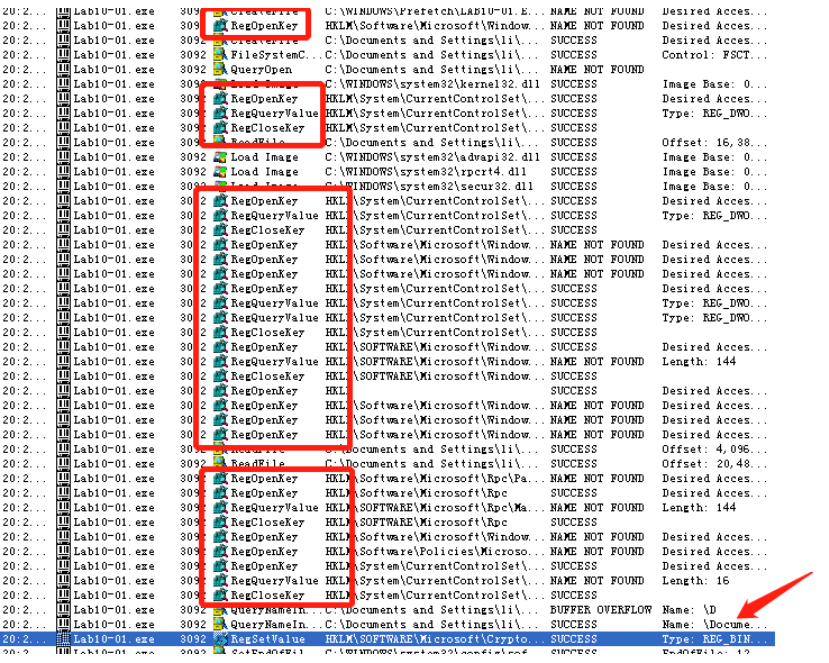 20:2... Lab10-01.exe 3092 CreateFile C:\WINDOWS\Prefetch\LAB10-01.E... NAME NOT FOUND Desired Acces...
20:2... Lab10-01.exe 3092 RegOpenKey HKLM\Software\Microsoft\Window... NAME NOT FOUND Desired Acces...
20:2... Lab10-01.exe 3092 CreateFile C:\Documents and Settings\li\... SUCCESS Desired Acces...
20:2... Lab10-01.exe 3092 FileSystemC... C:\Documents and Settings\li\... SUCCESS Control: FSCT...
20:2... Lab10-01.exe 3092 QueryOpen C:\Documents and Settings\li\... NAME NOT FOUND
20:2... Lab10-01.exe 3092 Load Image C:\WINDOWS\system32\kernel32.dll SUCCESS Image Base: 0...
20:2... Lab10-01.exe 3092 RegOpenKey HKLM\System\CurrentControlSet\... SUCCESS Desired Acces...
20:2... Lab10-01.exe 3092 RegQueryValue HKLM\System\CurrentControlSet\... SUCCESS Type: REG_DWO...
20:2... Lab10-01.exe 3092 RegCloseKey HKLM\System\CurrentControlSet\... SUCCESS
20:2... Lab10-01.exe 3092 ReadFile C:\Documents and Settings\li\... SUCCESS Offset: 16,38...
20:2... Lab10-01.exe 3092 Load Image C:\WINDOWS\system32\advapi32.dll SUCCESS Image Base: 0...
20:2... Lab10-01.exe 3092 Load Image C:\WINDOWS\system32\rpcrt4.dll SUCCESS Image Base: 0...
20:2... Lab10-01.exe 3092 Load Image C:\WINDOWS\system32\secur32.dll SUCCESS Image Base: 0...
20:2... Lab10-01.exe 3092 RegOpenKey HKLM\System\CurrentControlSet\... SUCCESS Desired Acces...
20:2... Lab10-01.exe 3092 RegQueryValue HKLM\System\CurrentControlSet\... SUCCESS Type: REG_DWO...
20:2... Lab10-01.exe 3092 RegCloseKey HKLM\System\CurrentControlSet\... SUCCESS
20:2... Lab10-01.exe 3092 RegOpenKey HKLM\Software\Microsoft\Window... NAME NOT FOUND Desired Acces...
20:2... Lab10-01.exe 3092 RegOpenKey HKLM\Software\Microsoft\Window... NAME NOT FOUND Desired Acces...
20:2... Lab10-01.exe 3092 RegOpenKey HKLM\Software\Microsoft\Window... NAME NOT FOUND Desired Acces...
20:2... Lab10-01.exe 3092 RegOpenKey HKLM\System\CurrentControlSet\... SUCCESS Desired Acces...
20:2... Lab10-01.exe 3092 RegQueryValue HKLM\System\CurrentControlSet\... SUCCESS Type: REG_DWO...
20:2... Lab10-01.exe 3092 RegQueryValue HKLM\System\CurrentControlSet\... SUCCESS Type: REG_DWO...
20:2... Lab10-01.exe 3092 RegCloseKey HKLM\System\CurrentControlSet\... SUCCESS
20:2... Lab10-01.exe 3092 RegOpenKey HKLM\SOFTWARE\Microsoft\Window... SUCCESS Desired Acces...
20:2... Lab10-01.exe 3092 RegQueryValue HKLM\SOFTWARE\Microsoft\Window... NAME NOT FOUND Length: 144
20:2... Lab10-01.exe 3092 RegCloseKey HKLM\SOFTWARE\Microsoft\Window... SUCCESS
20:2... Lab10-01.exe 3092 RegOpenKey HKLM SUCCESS Desired Acces...
20:2... Lab10-01.exe 3092 RegOpenKey HKLM\Software\Microsoft\Window... NAME NOT FOUND Desired Acces...
20:2... Lab10-01.exe 3092 RegOpenKey HKLM\Software\Microsoft\Window... NAME NOT FOUND Desired Acces...
20:2... Lab10-01.exe 3092 RegOpenKey HKLM\Software\Microsoft\Window... NAME NOT FOUND Desired Acces...
20:2... Lab10-01.exe 3092 ReadFile C:\Documents and Settings\li\... SUCCESS Offset: 4,096...
20:2... Lab10-01.exe 3092 ReadFile C:\Documents and Settings\li\... SUCCESS Offset: 20,48...
20:2... Lab10-01.exe 3092 RegOpenKey HKLM\Software\Microsoft\Rpc\Pa... NAME NOT FOUND Desired Acces...
20:2... Lab10-01.exe 3092 RegOpenKey HKLM\Software\Microsoft\Rpc SUCCESS Desired Acces...
20:2... Lab10-01.exe 3092 RegQueryValue HKLM\SOFTWARE\Microsoft\Rpc\Ma... NAME NOT FOUND Length: 144
20:2... Lab10-01.exe 3092 RegCloseKey HKLM\SOFTWARE\Microsoft\Rpc SUCCESS
20:2... Lab10-01.exe 3092 RegOpenKey HKLM\Software\Microsoft\Window... NAME NOT FOUND Desired Acces...
20:2... Lab10-01.exe 3092 RegOpenKey HKLM\Software\Policies\Microso... NAME NOT FOUND Desired Acces...
20:2... Lab10-01.exe 3092 RegOpenKey HKLM\System\CurrentControlSet\... SUCCESS Desired Acces...
20:2... Lab10-01.exe 3092 RegQueryValue HKLM\System\CurrentControlSet\... NAME NOT FOUND Length: 16
20:2... Lab10-01.exe 3092 RegCloseKey HKLM\System\CurrentControlSet\... SUCCESS
20:2... Lab10-01.exe 3092 QueryNameIn... C:\Documents and Settings\li\... BUFFER OVERFLOW Name: \D
20:2... Lab10-01.exe 3092 QueryNameIn... C:\Documents and Settings\li\... SUCCESS Name: \Docume...
20:2... Lab10-01.exe 3092 RegSetValue HKLM\SOFTWARE\Microsoft\Crypto... SUCCESS Type: REG_BIN...
20:2... Lab10-01.exe 3092 SetEndOfFil... C:\WINDOWS\system32\config\sof... SUCCESS EndOfFile: 12...